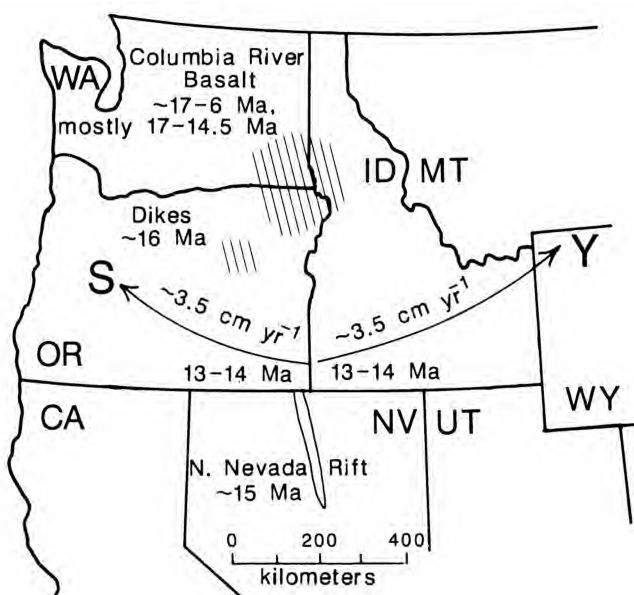 Columbia River
Basalt
WA
~17-6 Ma,
mostly 17-14.5 Ma
ID MT
Dikes
~16 Ma
S
Y
~3.5 cm yr⁻¹
~3.5 cm yr⁻¹
OR
13-14 Ma
13-14 Ma
WY
CA
NV UT
N. Nevada Rift
~15 Ma
0 200 400
kilometers